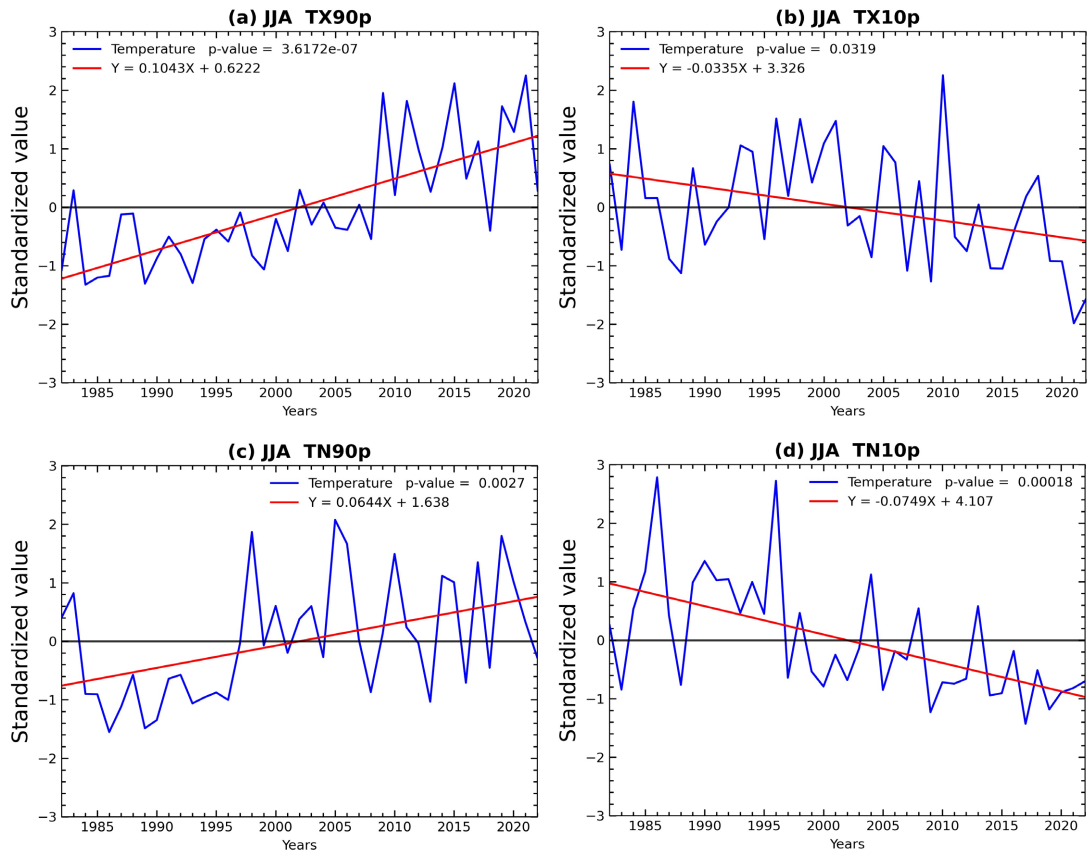 (a) JJA TX90p
Temperature p-value = 3.6172e-07
Y = 0.1043X + 0.6222
Standardized value
3
2
1
0
−1
−2
−3
1985 1990 1995 2000 2005 2010 2015 2020
Years
(b) JJA TX10p
Temperature p-value = 0.0319
Y = -0.0335X + 3.326
Standardized value
3
2
1
0
−1
−2
−3
1985 1990 1995 2000 2005 2010 2015 2020
Years
(c) JJA TN90p
Temperature p-value = 0.0027
Y = 0.0644X + 1.638
Standardized value
3
2
1
0
−1
−2
−3
1985 1990 1995 2000 2005 2010 2015 2020
Years
(d) JJA TN10p
Temperature p-value = 0.00018
Y = -0.0749X + 4.107
Standardized value
3
2
1
0
−1
−2
−3
1985 1990 1995 2000 2005 2010 2015 2020
Years